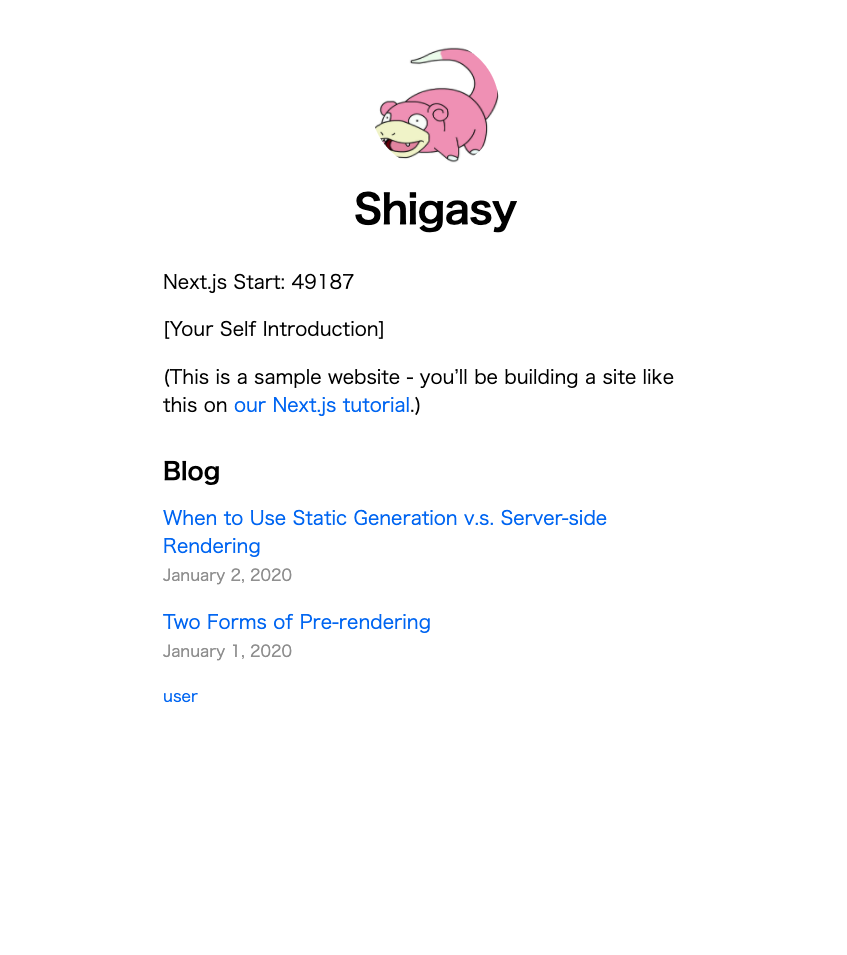 Shigasy
Next.js Start: 49187
[Your Self Introduction]
(This is a sample website - you’ll be building a site like
this on our Next.js tutorial.)
Blog
When to Use Static Generation v.s. Server-side
Rendering
January 2, 2020
Two Forms of Pre-rendering
January 1, 2020
user